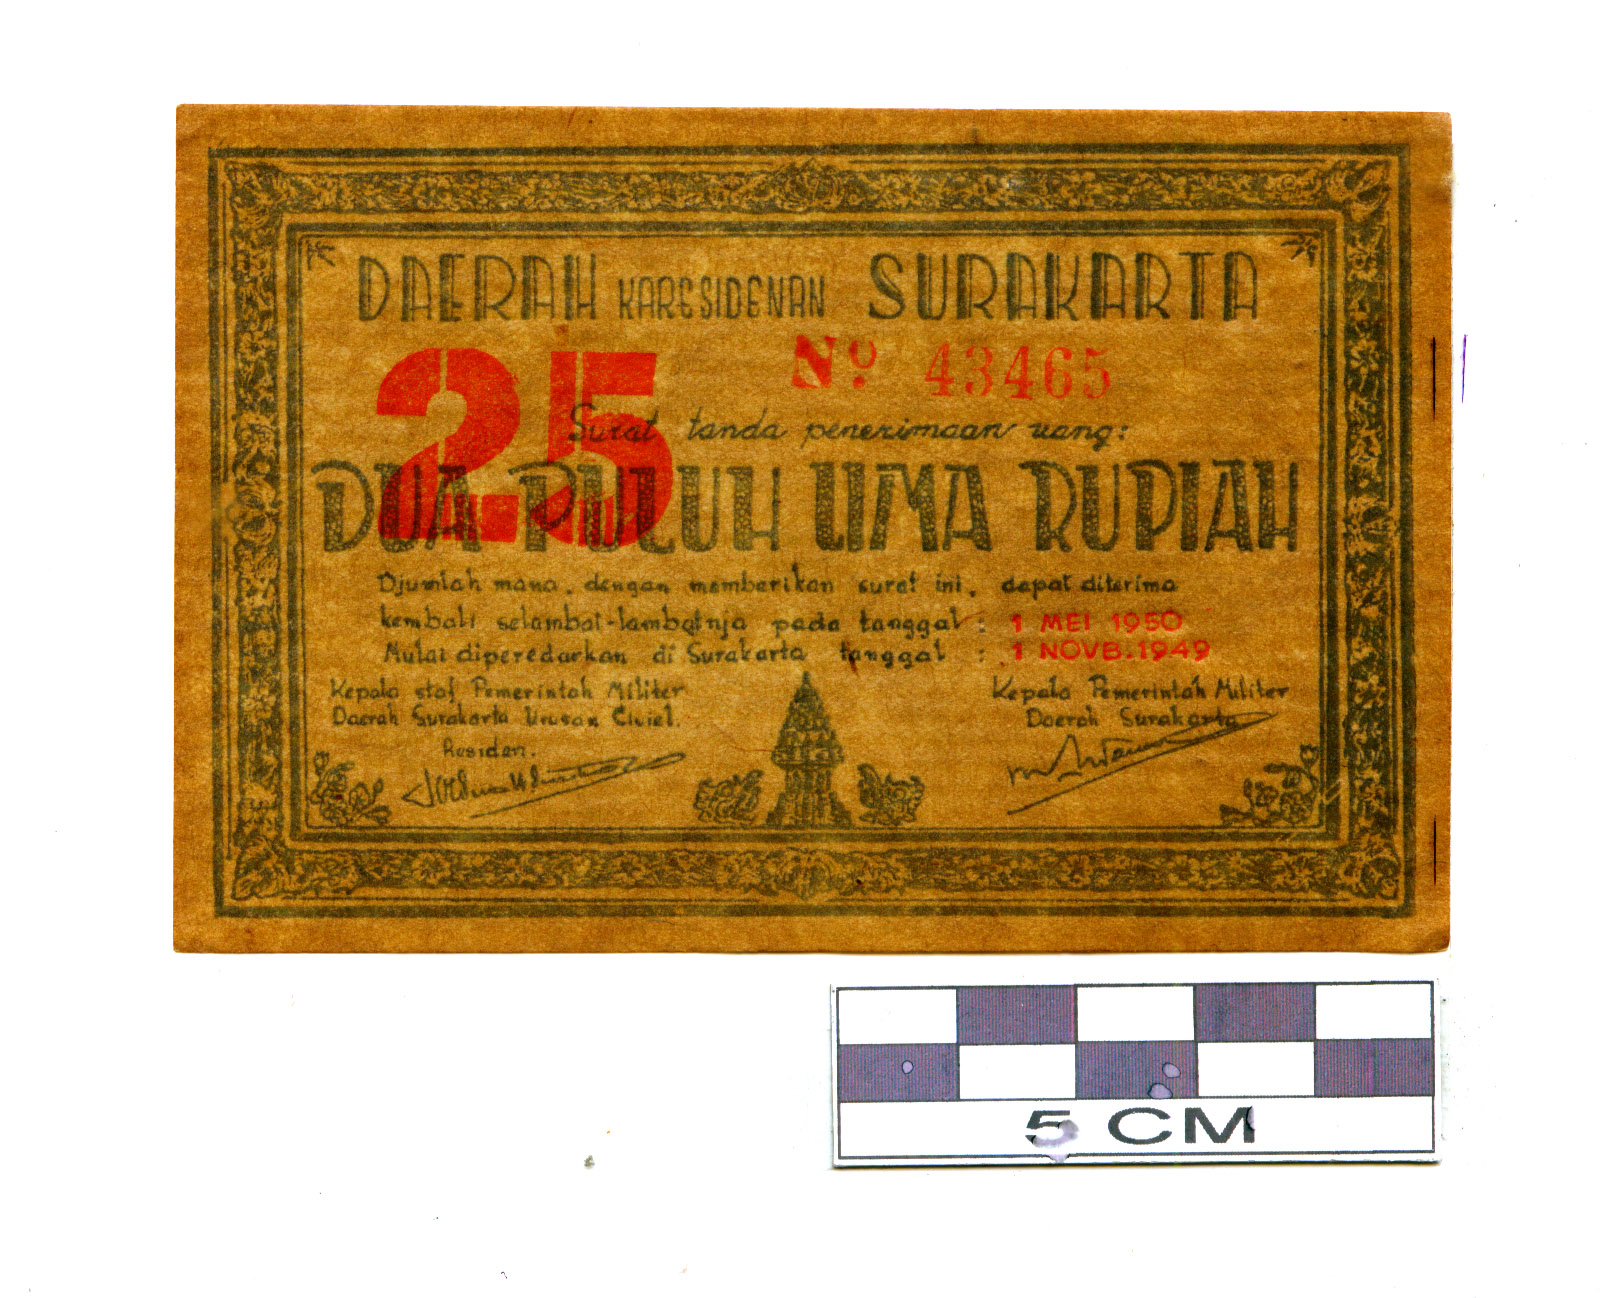 DAERAH KARESIDENAN SURAKARTA
25
No. 43465
Surat tanda penerimaan uang:
DUA PULUH LIMA RUPIAH
Djumlah mana, dengan memberikan surat ini, dapat diterima
kembali selambat-lambatnja pada tanggal : 1 MEI 1950
Mulai diperedarkan di Surakarta tanggal : 1 NOVB.1949
Kepala staf Pemerintah Militer
Daerah Surakarta Urusan Civiel.
Residen.
Kepala Pemerintah Militer
Daerah Surakarta
5 CM